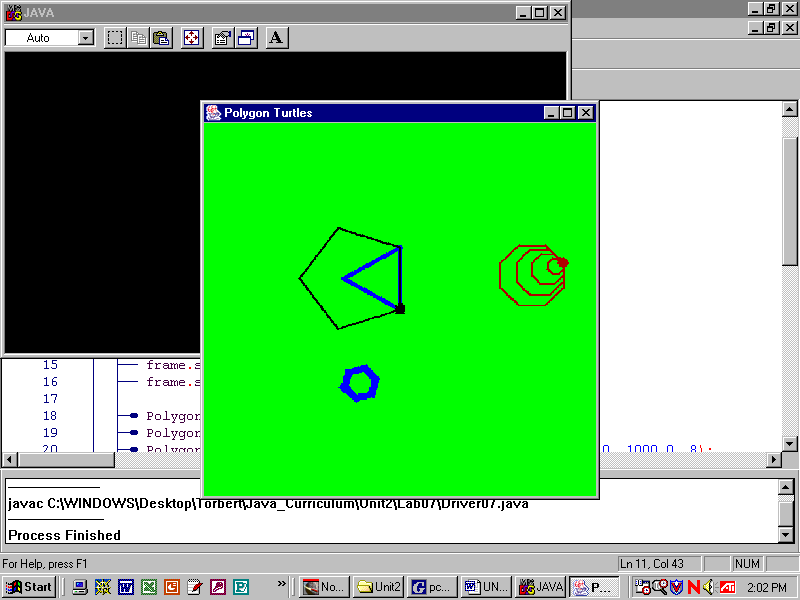 JAVA
Auto
A
Polygon Turtles
15 frame.s
16 frame.s
17
18 Polygon
19 Polygon
20 Polygon 0, 1000.0, 8);
javac C:\WINDOWS\Desktop\Torbert\Java_Curriculum\Unit2\Lab07\Driver07.java
Process Finished
For Help, press F1
Ln 11, Col 43
NUM
Start
»
No...
Unit2
pc...
UN...
JAVA
P...
2:02 PM